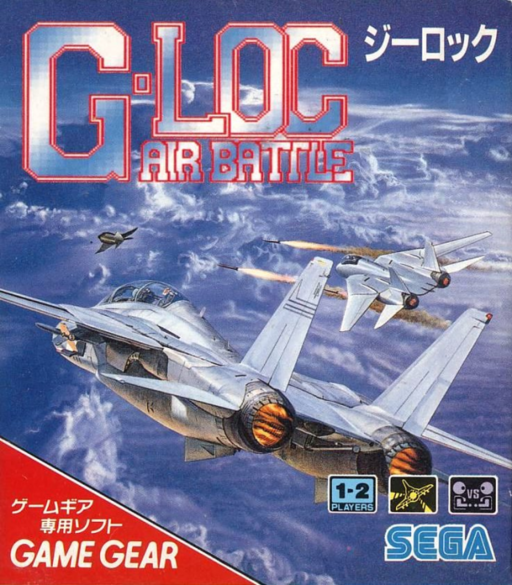 G-LOC
ジーロック
AIR BATTLE
1-2
PLAYERS
VS
ゲームギア
専用ソフト
GAME GEAR
SEGA